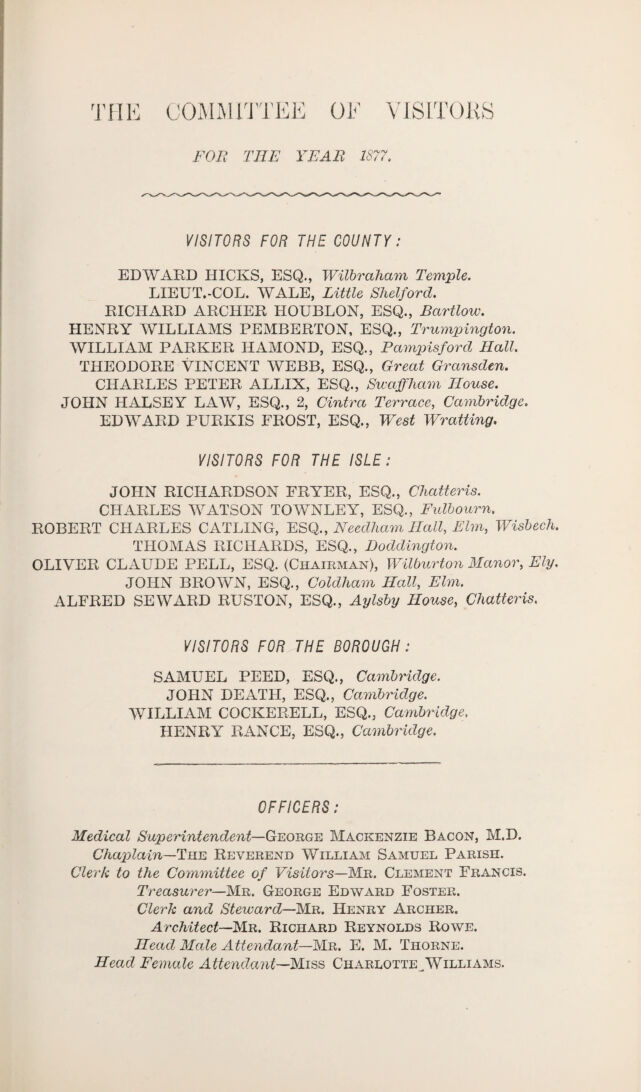 THE COMMITTEE OF VISITORS
FOR THE YEAR 1877.
VISITORS FOR THE COUNTY:
EDWARD HICKS, ESQ., Wilbraham Temple.
LIEUT.-COL. WALE, Little Shelford.
RICHARD ARCHER HOUBLON, ESQ., Bartlow.
HENRY WILLIAMS PEMBERTON, ESQ., Trumpington.
WILLIAM PARKER HAMOND, ESQ., Pampisford Hall.
THEODORE VINCENT WEBB, ESQ., Great Gransden.
CHARLES PETER ALLIX, ESQ., Swaffham House.
JOHN HALSEY LAW, ESQ., 2, Cintra Terrace, Cambridge.
EDWARD PURKIS FROST, ESQ., West Wratting.
VISITORS FOR THE ISLE:
JOHN RICHARDSON FRYER, ESQ., Chatteris.
CHARLES WATSON TOWNLEY, ESQ., Fulbourn.
ROBERT CHARLES CATLING, ESQ., Needham Hall, Elm, Wisbech.
THOMAS RICHARDS, ESQ., Doddington.
OLIVER CLAUDE PELL, ESQ. (CHAIRMAN), Wilburton Manor, Ely.
JOHN BROWN, ESQ., Coldham Hall, Elm.
ALFRED SEWARD RUSTON, ESQ., Aylsby House, Chatteris.
VISITORS FOR THE BOROUGH:
SAMUEL PEED, ESQ., Cambridge.
JOHN DEATH, ESQ., Cambridge.
WILLIAM COCKERELL, ESQ., Cambridge.
HENRY RANCE, ESQ., Cambridge.
OFFICERS:
Medical Superintendent—GEORGE MACKENZIE BACON, M.D.
Chaplain—THE REVEREND WILLIAM SAMUEL PARISH.
Clerk to the Committee of Visitors—MR. CLEMENT FRANCIS.
Treasurer—MR. GEORGE EDWARD FOSTER.
Clerk and Steward—MR. HENRY ARCHER.
Architect—MR. RICHARD REYNOLDS ROWE.
Head Male Attendant—MR. E. M. THORNE.
Head Female Attendant—MISS CHARLOTTE WILLIAMS.